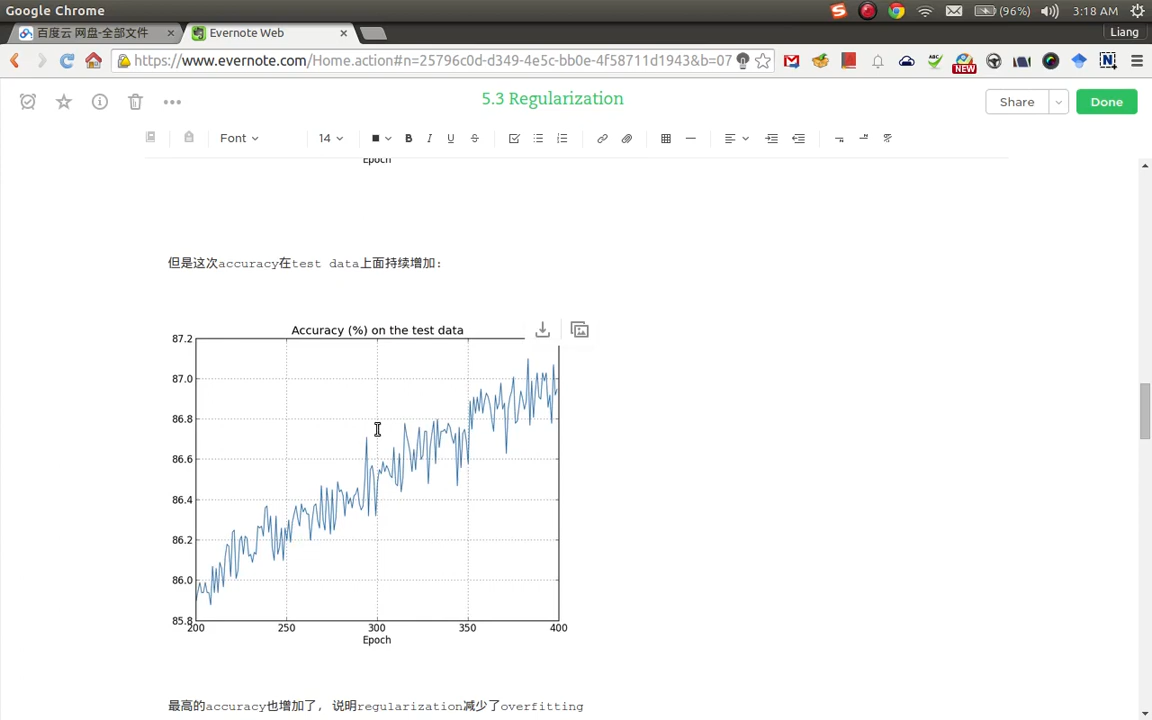 Google Chrome (96%) 3:18 AM
百度云 网盘-全部文件 × Evernote Web × Liang
https://www.evernote.com/Home.action#n=25796c0d-d349-4e5c-bb0e-4f58711d1943&b=07 NEW N
5.3 Regularization Share Done
Font 14 B I U S
Epoch
但是这次accuracy在test data上面持续增加:
Accuracy (%) on the test data
87.2
87.0
86.8
86.6
86.4
86.2
86.0
85.8
200 250 300 350 400
Epoch
最高的accuracy也增加了, 说明regularization减少了overfitting